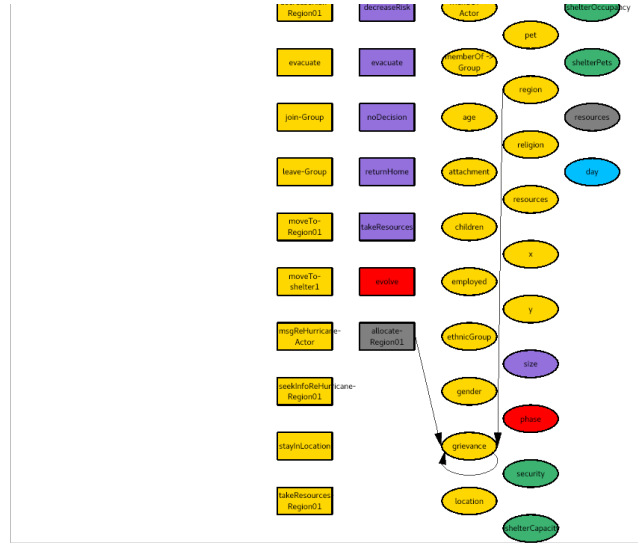 Region01
evacuate
join-Group
leave-Group
moveTo-
Region01
moveTo-
shelter1
msgReHurricane-
Actor
seekInfoReHurricane-
Region01
stayInLocation
takeResources-
Region01
decreaseRisk
evacuate
noDecision
returnHome
takeResources
evolve
allocate-
Region01
Actor
memberOf ->
Group
age
attachment
children
employed
ethnicGroup
gender
grievance
location
pet
region
religion
resources
x
y
size
phase
security
shelterCapacity
shelterOccupancy
shelterPets
resources
day